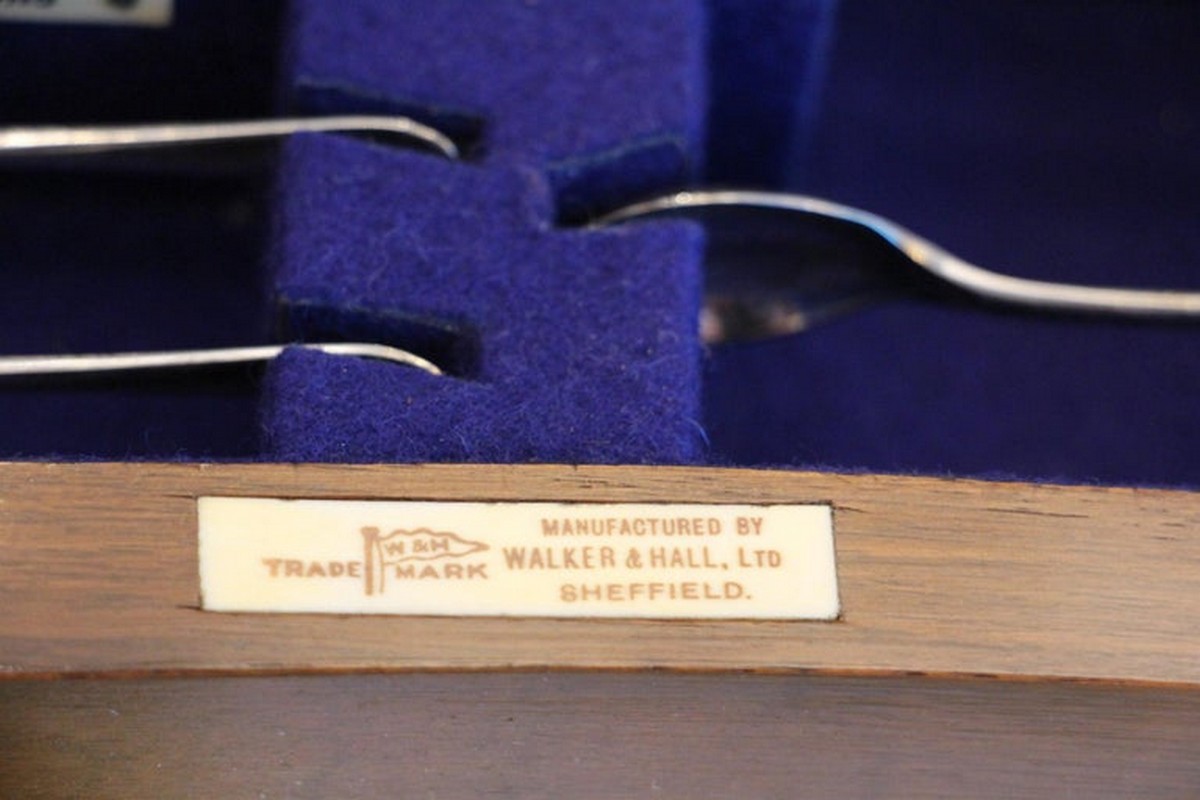 W&H
TRADE MARK
MANUFACTURED BY
WALKER & HALL, LTD
SHEFFIELD.